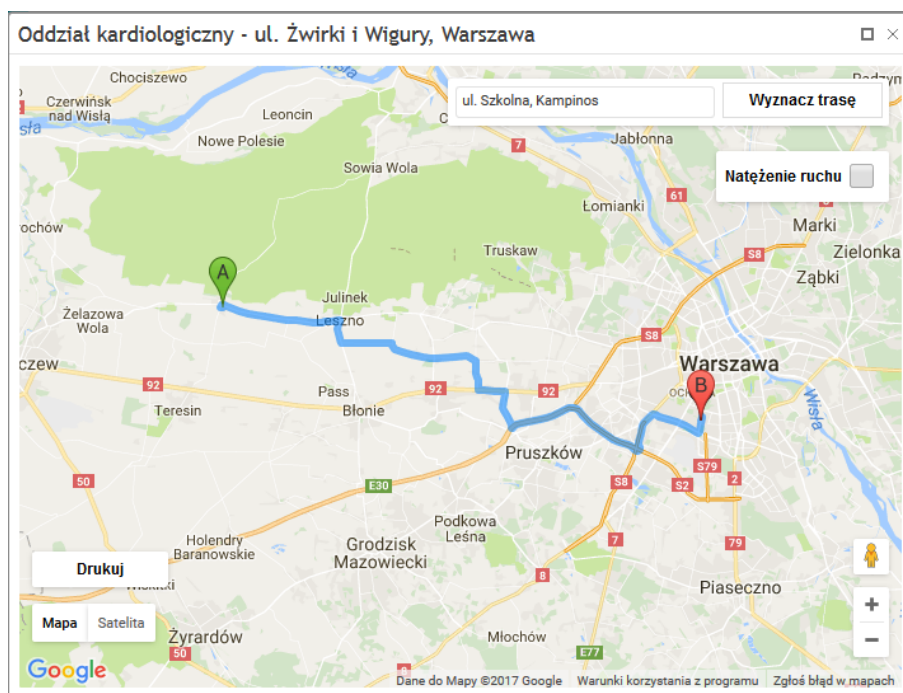 Oddział kardiologiczny - ul. Żwirki i Wigury, Warszawa
Chociszewo
Wisła
ul. Szkolna, Kampinos
Wyznacz trasę
Czerwińsk
nad Wisłą
Leoncin
Nowe Polesie
7
Jabłonna
Sowia Wola
Natężenie ruchu
61
Łomianki
Marki
S8
Zielonka
Truskaw
Ząbki
A
Julinek
Żelazowa
Wola
Leszno
S8
Warszawa
92
Pass
92
92
B
Teresin
Błonie
Wisła
Pruszków
S79
50
E30
S8
S2
2
Podkowa
Leśna
Holendry
Baranowskie
Grodzisk
Mazowiecki
7
79
Drukuj
8
Piaseczno
Mapa
Satelita
+
Żyrardów
Młochów
−
50
E77
Google
Dane do Mapy ©2017 Google
Warunki korzystania z programu
Zgłoś błąd w mapach